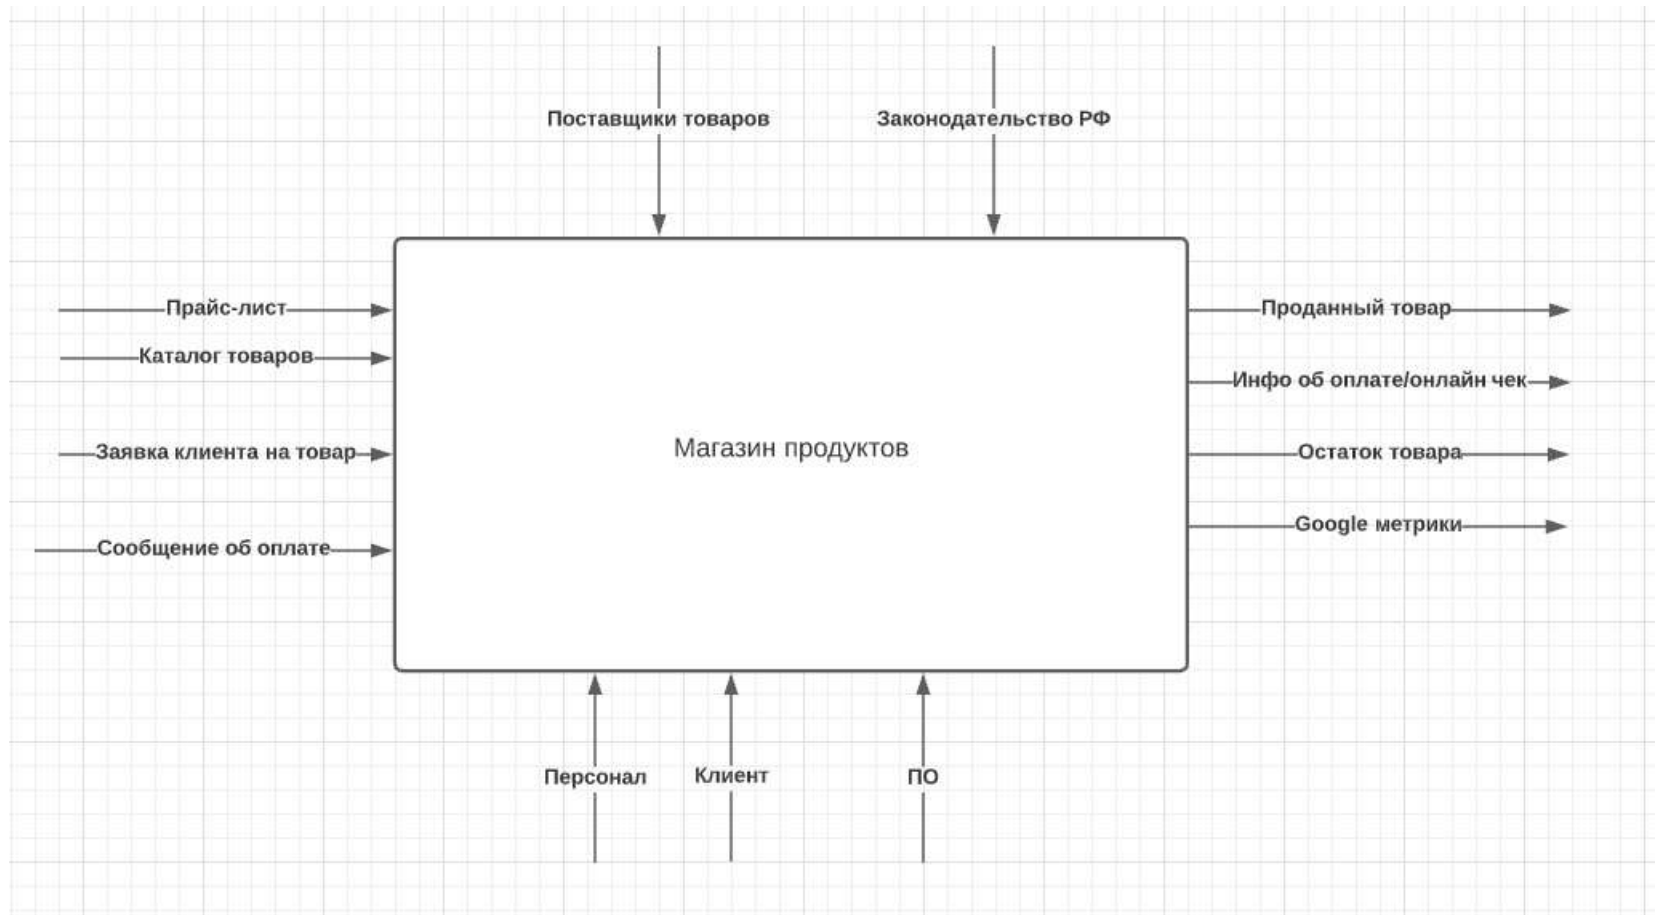 Поставщики товаров
Законодательство РФ
Прайс-лист
Каталог товаров
Заявка клиента на товар
Сообщение об оплате
Магазин продуктов
Проданный товар
Инфо об оплате/онлайн чек
Остаток товара
Google метрики
Персонал
Клиент
ПО